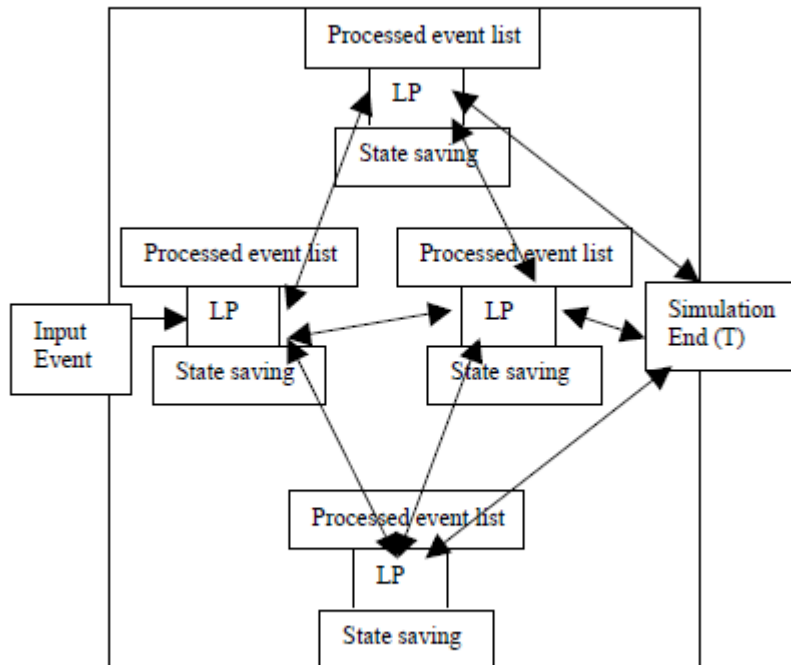 Processed event list
LP
State saving
Processed event list
Processed event list
Input
Event
LP
LP
Simulation
End (T)
State saving
State saving
Processed event list
LP
State saving